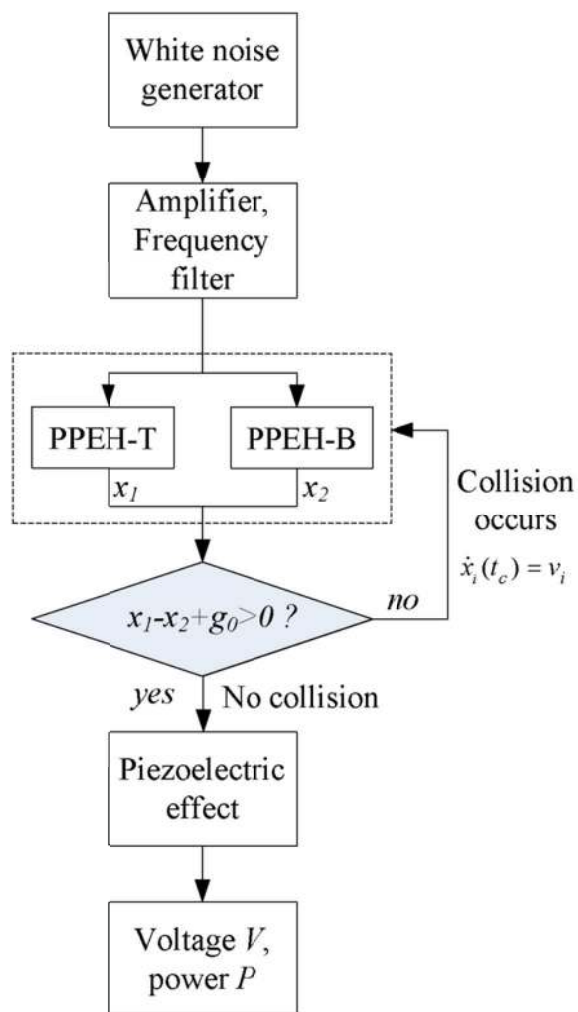 White noise
generator
Amplifier,
Frequency
filter
PPEH-T
PPEH-B
x₁
x₂
Collision
occurs
ẋᵢ(t_c) = vᵢ
no
x₁-x₂+g₀>0 ?
yes
No collision
Piezoelectric
effect
Voltage V,
power P